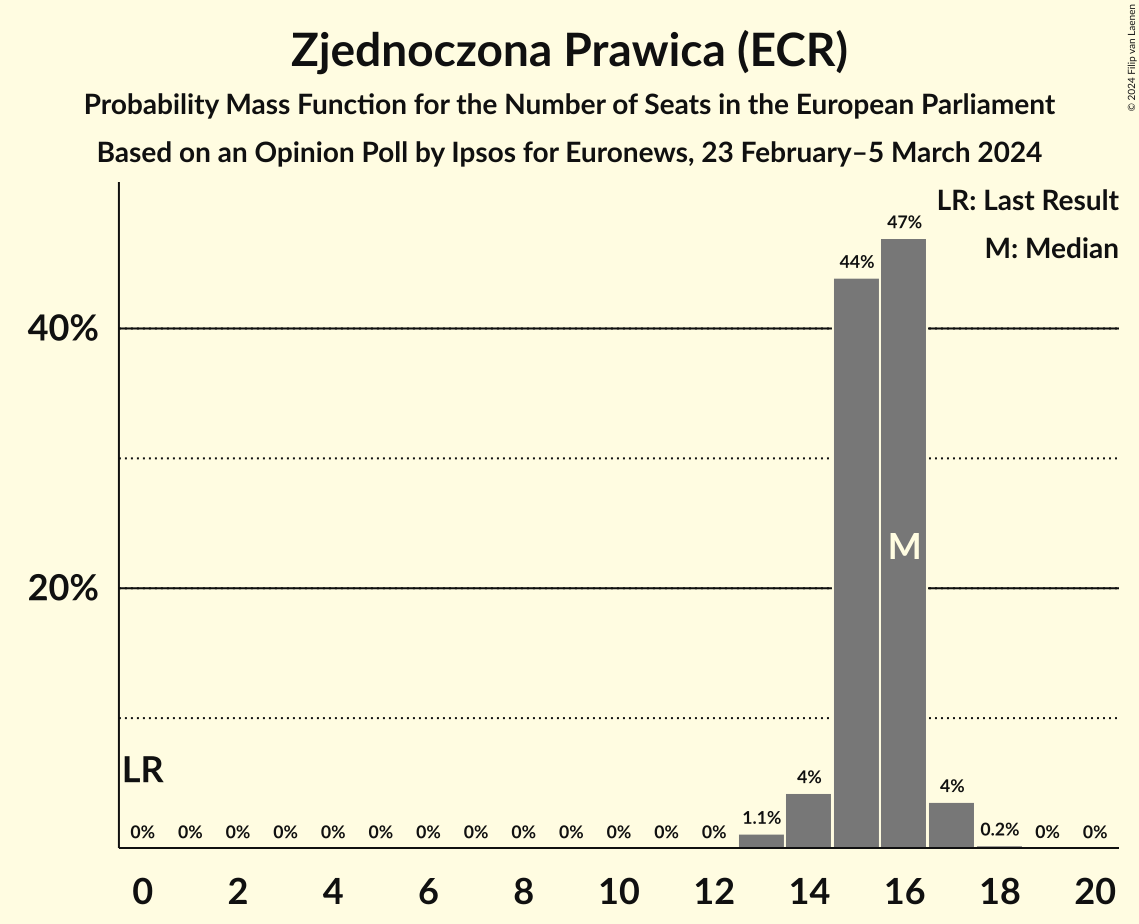 Zjednoczona Prawica (ECR)
Probability Mass Function for the Number of Seats in the European Parliament
Based on an Opinion Poll by Ipsos for Euronews, 23 February–5 March 2024
© 2024 Filip van Laenen
LR: Last Result
M: Median
47%
44%
40%
M
20%
LR
4%
4%
1.1%
0% 0% 0% 0% 0% 0% 0% 0% 0% 0% 0% 0% 0% 0.2% 0% 0%
0 2 4 6 8 10 12 14 16 18 20